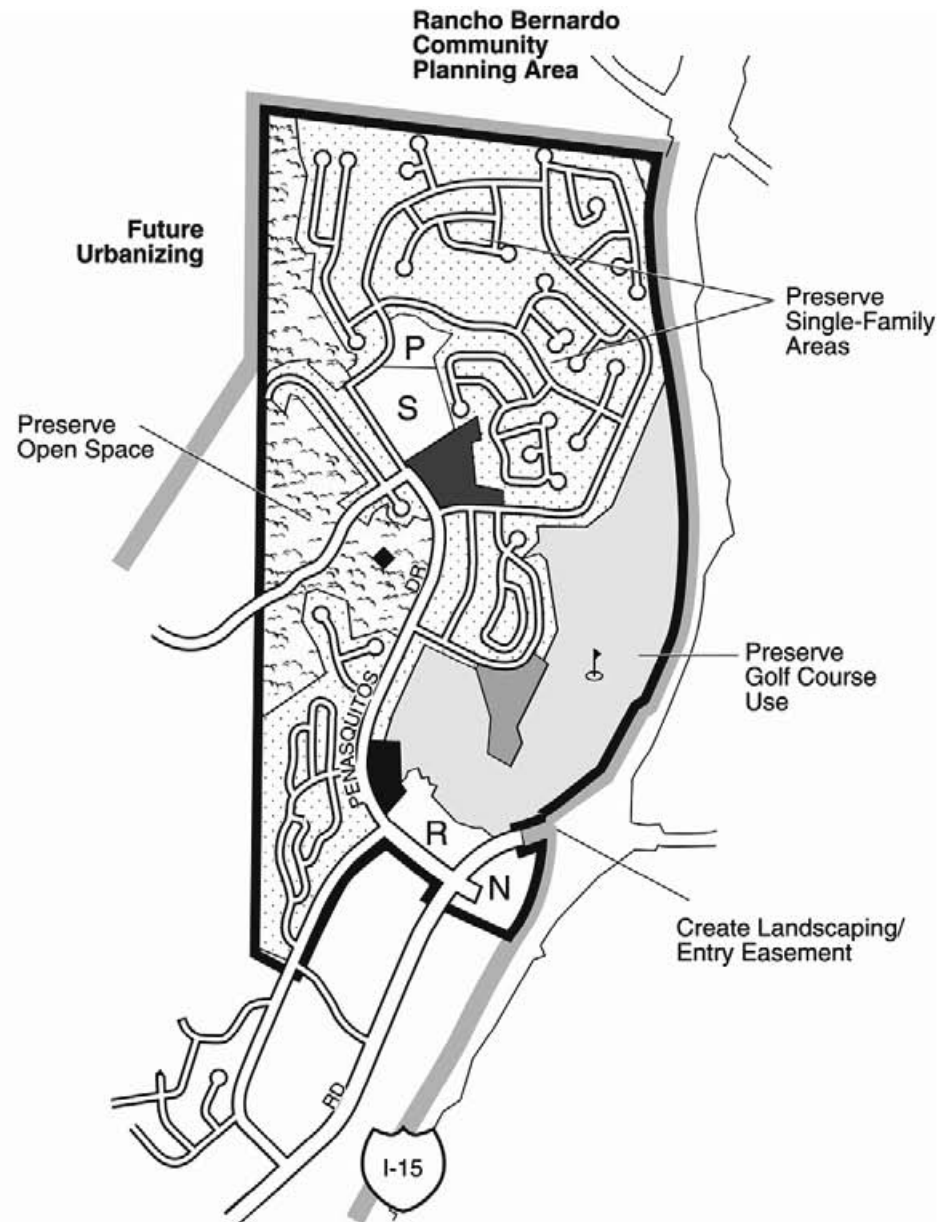 Rancho Bernardo
Community
Planning Area
Future
Urbanizing
Preserve
Single-Family
Areas
P
S
Preserve
Open Space
DR
PENASQUITOS
Preserve
Golf Course
Use
R
N
Create Landscaping/
Entry Easement
RD
I-15